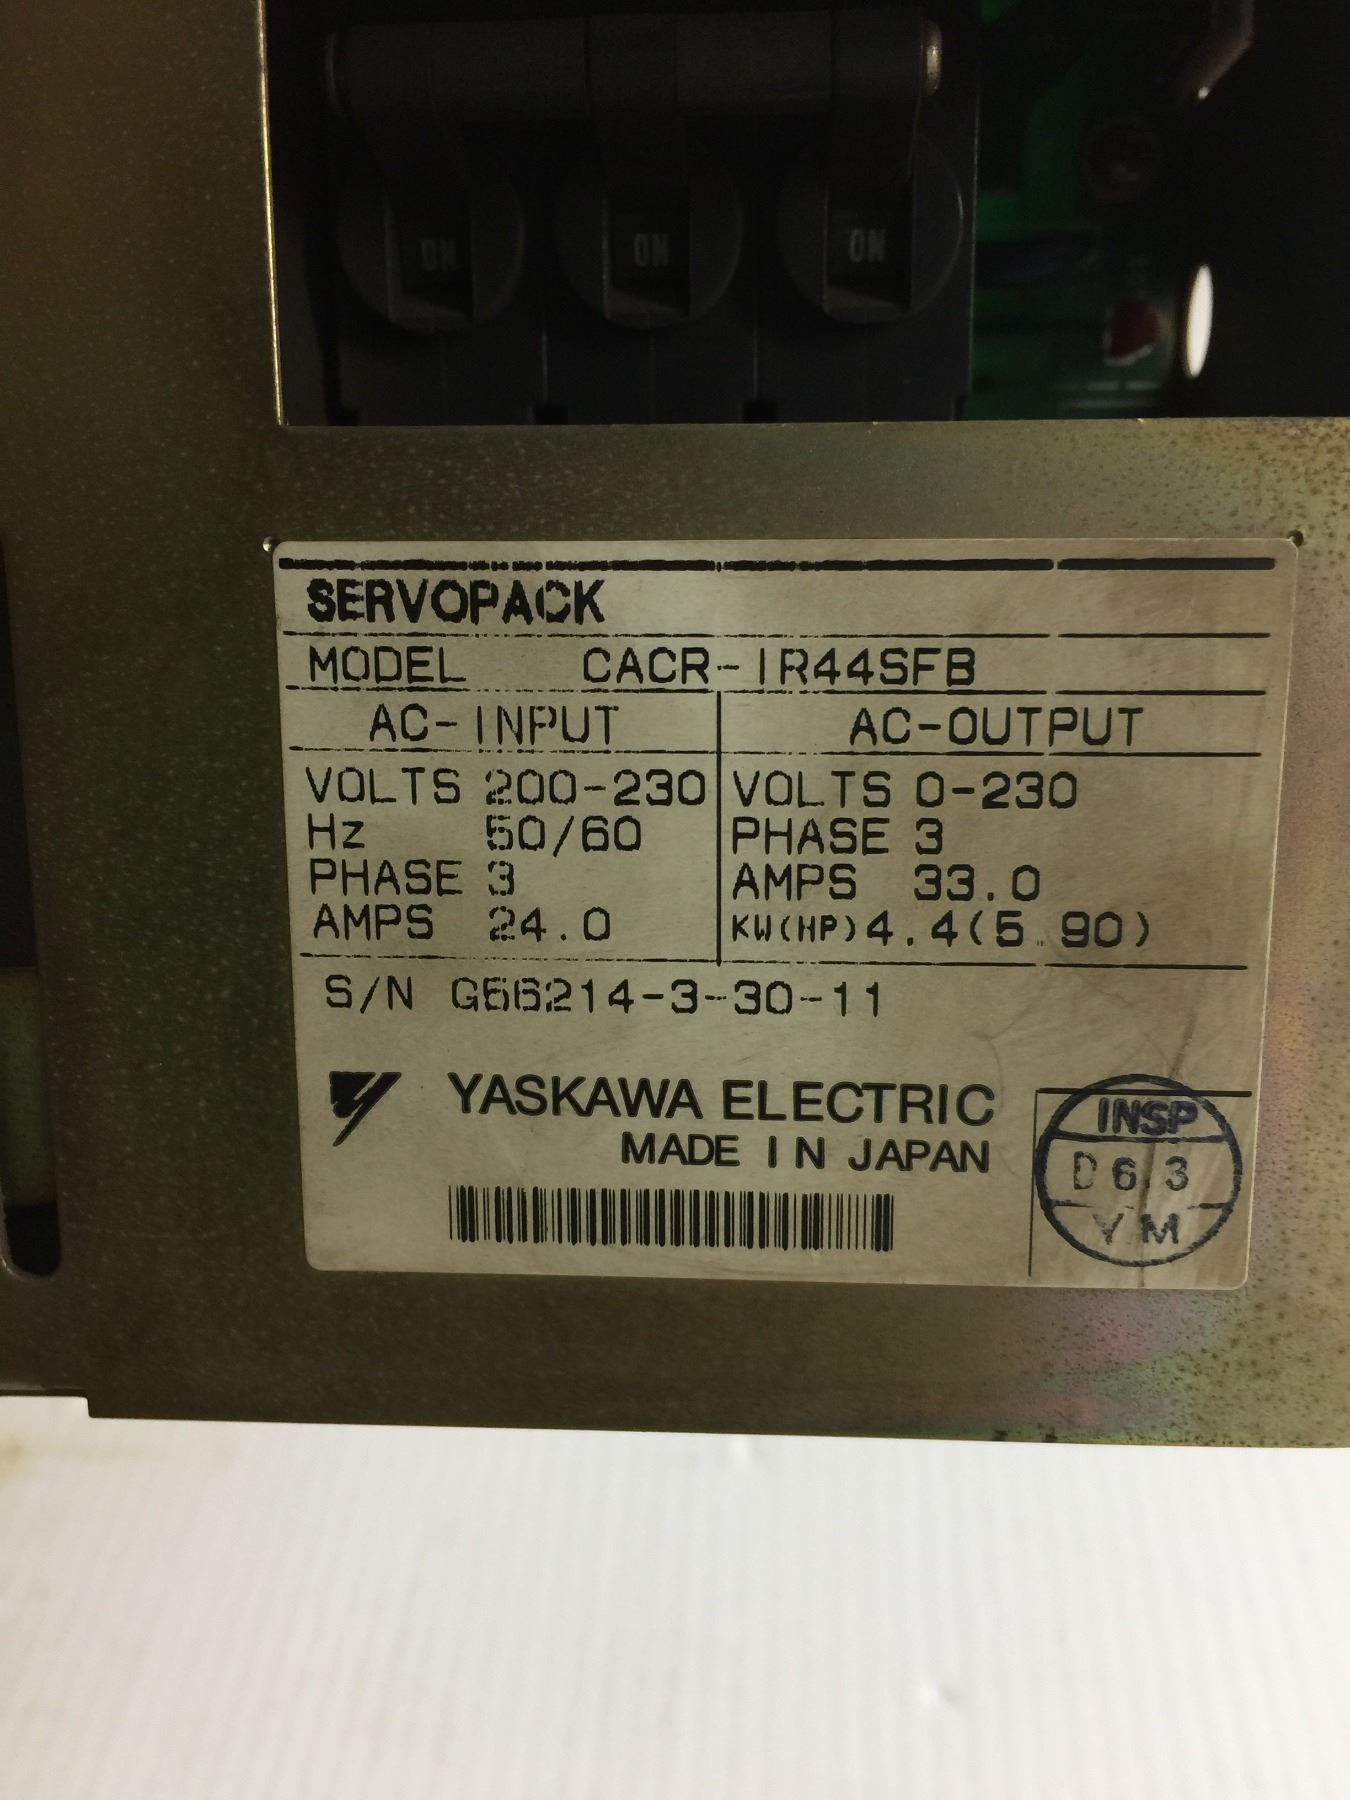 ON ON ON
SERVOPACK
MODEL CACR-IR44SFB
AC-INPUT AC-OUTPUT
VOLTS 200-230 VOLTS 0-230
Hz 50/60 PHASE 3
PHASE 3 AMPS 33.0
AMPS 24.0 KW(HP) 4.4(5.90)
S/N G66214-3-30-11
YASKAWA ELECTRIC
MADE IN JAPAN
INSP
D 6.3
YM